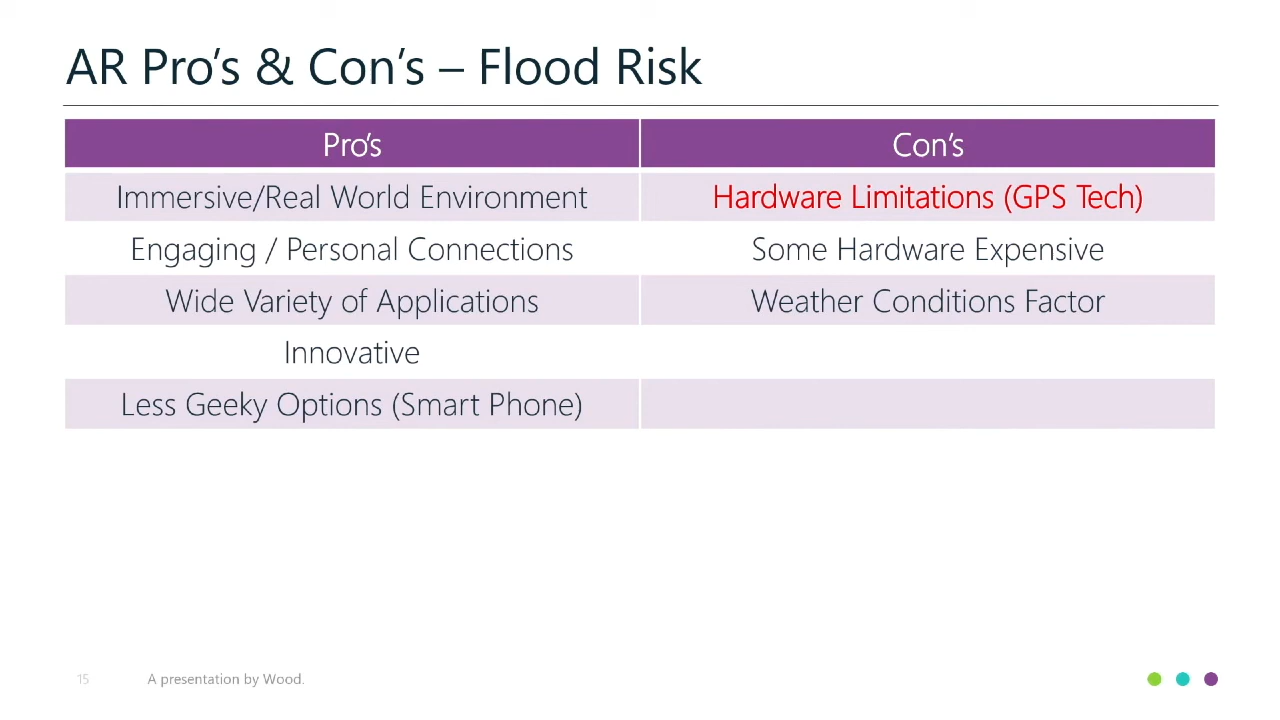 AR Pro’s & Con’s – Flood Risk
Pro’s
Con’s
Immersive/Real World Environment
Hardware Limitations (GPS Tech)
Engaging / Personal Connections
Some Hardware Expensive
Wide Variety of Applications
Weather Conditions Factor
Innovative
Less Geeky Options (Smart Phone)
15
A presentation by Wood.